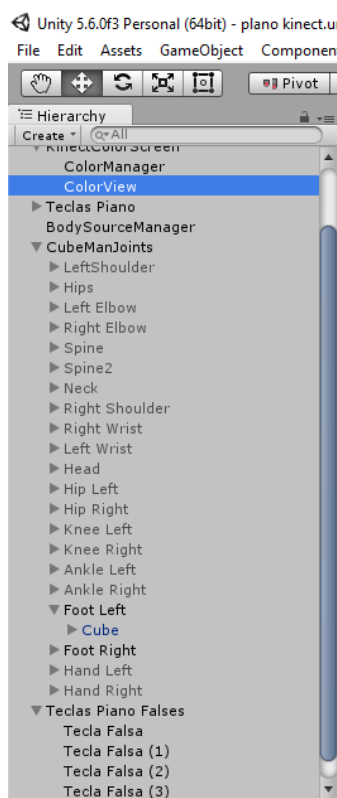 Unity 5.6.0f3 Personal (64bit) - plano kinect.u
File Edit Assets GameObject Componen
Pivot
Hierarchy
Create All
KinectColorScreen
ColorManager
ColorView
Teclas Piano
BodySourceManager
CubeManJoints
LeftShoulder
Hips
Left Elbow
Right Elbow
Spine
Spine2
Neck
Right Shoulder
Right Wrist
Left Wrist
Head
Hip Left
Hip Right
Knee Left
Knee Right
Ankle Left
Ankle Right
Foot Left
Cube
Foot Right
Hand Left
Hand Right
Teclas Piano Falses
Tecla Falsa
Tecla Falsa (1)
Tecla Falsa (2)
Tecla Falsa (3)